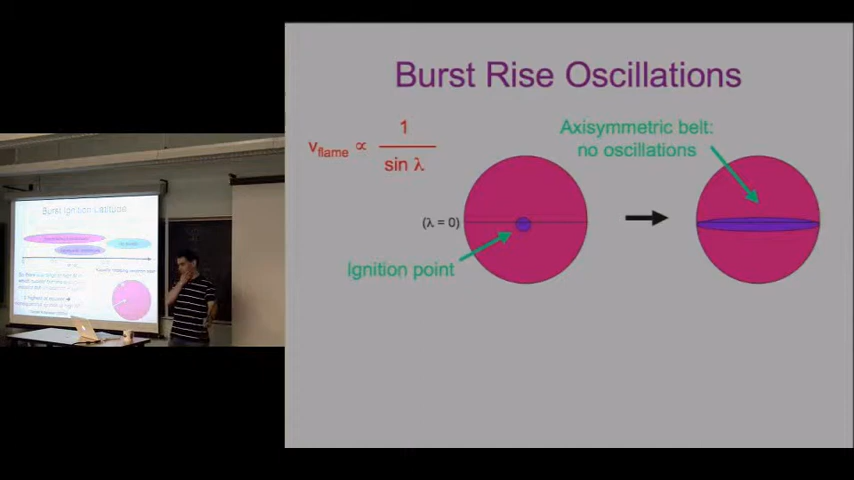 Burst Rise Oscillations
v_flame ∝ 1 / sin λ
Axisymmetric belt:
no oscillations
(λ = 0)
Ignition point
Burst Ignition Latitude